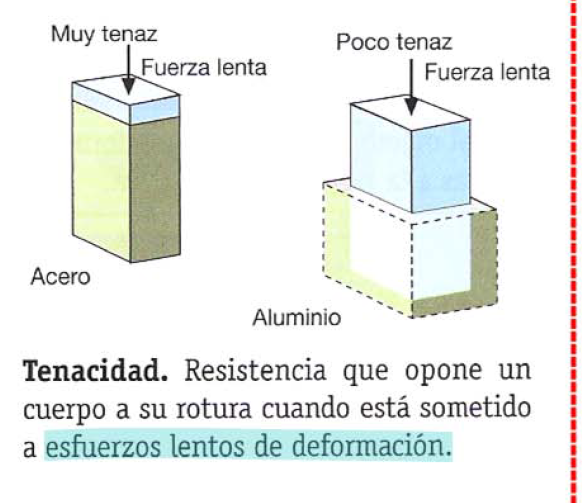 Muy tenaz
Fuerza lenta
Acero
Poco tenaz
Fuerza lenta
Aluminio
Tenacidad. Resistencia que opone un
cuerpo a su rotura cuando está sometido
a esfuerzos lentos de deformación.